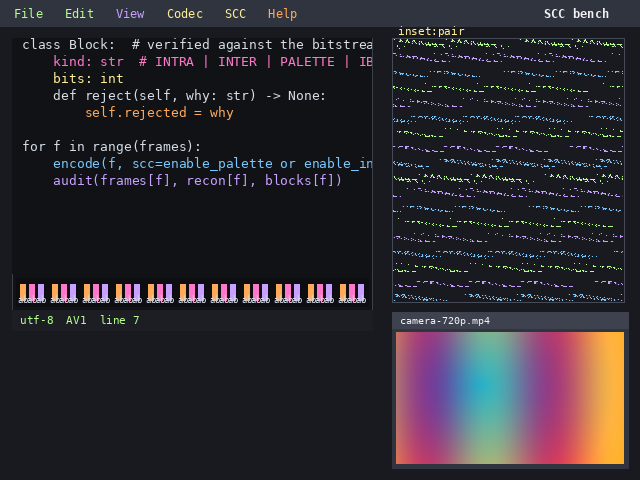 File Edit View Codec SCC Help SCC bench
class Block:  # verified against the bitstrea
    kind: str  # INTRA | INTER | PALETTE | IB
    bits: int
    def reject(self, why: str) -> None:
        self.rejected = why
for f in range(frames):
    encode(f, scc=enable_palette or enable_in
    audit(frames[f], recon[f], blocks[f])
utf-8 AV1 line 7
inset:pair
camera-720p.mp4